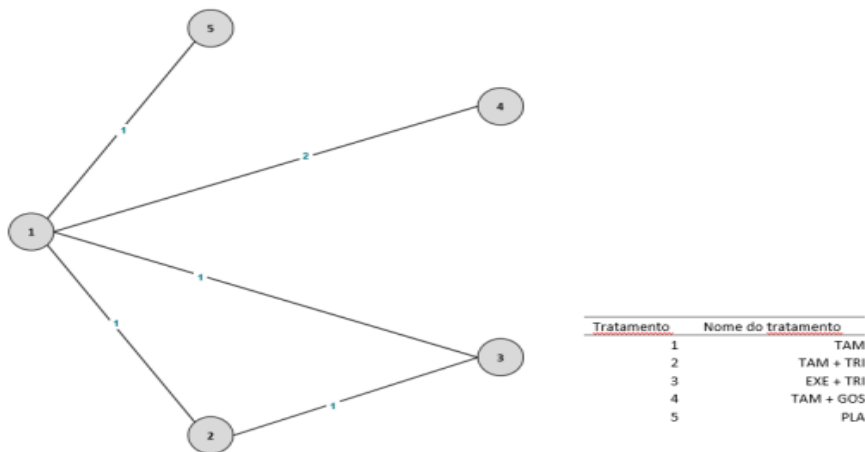 5
1
4
2
1
1
1
3
1
2
Tratamento Nome do tratamento
1 TAM
2 TAM + TRI
3 EXE + TRI
4 TAM + GOS
5 PLA